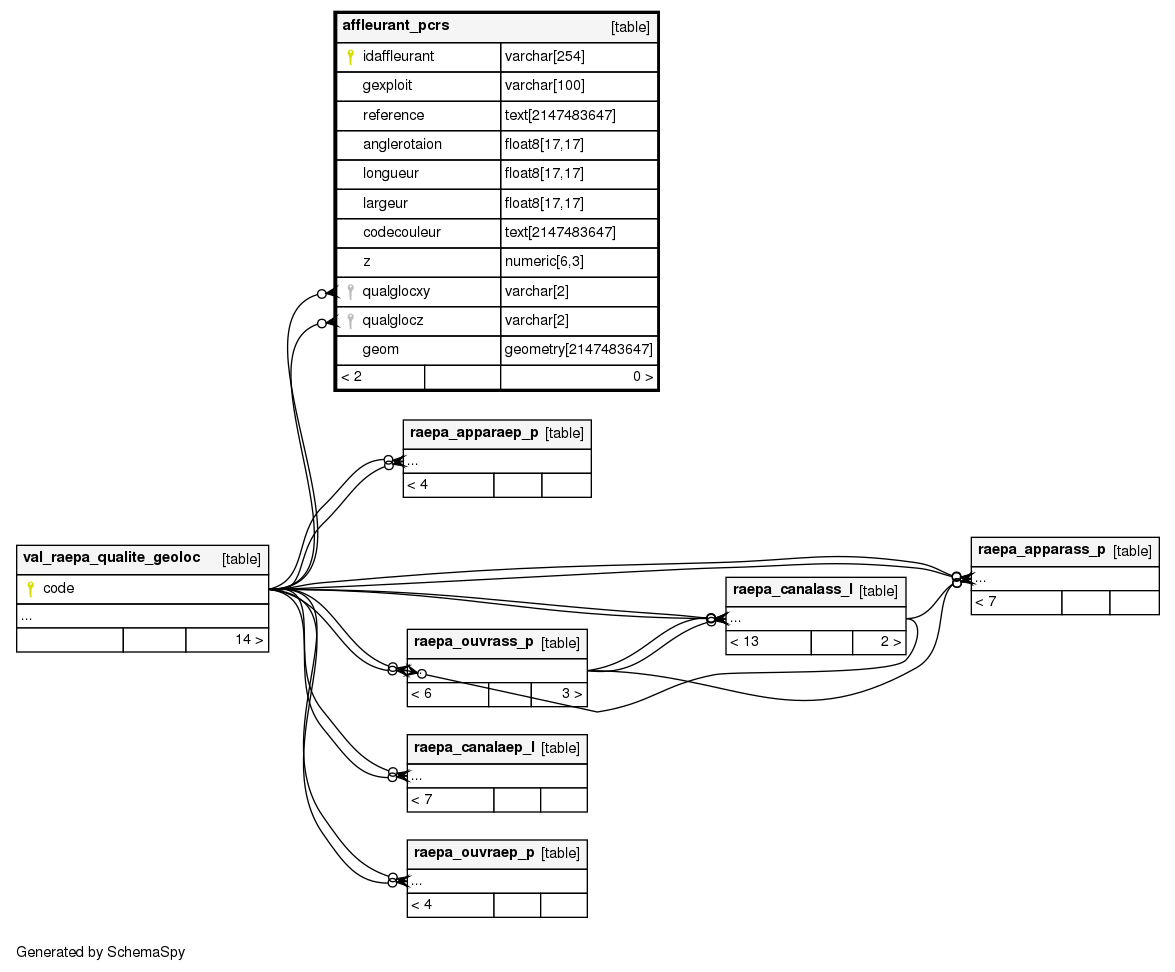 affleurant_pcrs [table]
idaffleurant varchar[254]
gexploit varchar[100]
reference text[2147483647]
anglerotaion float8[17,17]
longueur float8[17,17]
largeur float8[17,17]
codecouleur text[2147483647]
z numeric[6,3]
qualglocxy varchar[2]
qualglocz varchar[2]
geom geometry[2147483647]
< 2 0 >
raepa_apparaep_p [table]
...
< 4
val_raepa_qualite_geoloc [table]
code
...
14 >
raepa_apparass_p [table]
...
< 7
raepa_canalass_l [table]
...
< 13 2 >
raepa_ouvrass_p [table]
< 6 3 >
raepa_canalaep_l [table]
...
< 7
raepa_ouvraep_p [table]
...
< 4
Generated by SchemaSpy